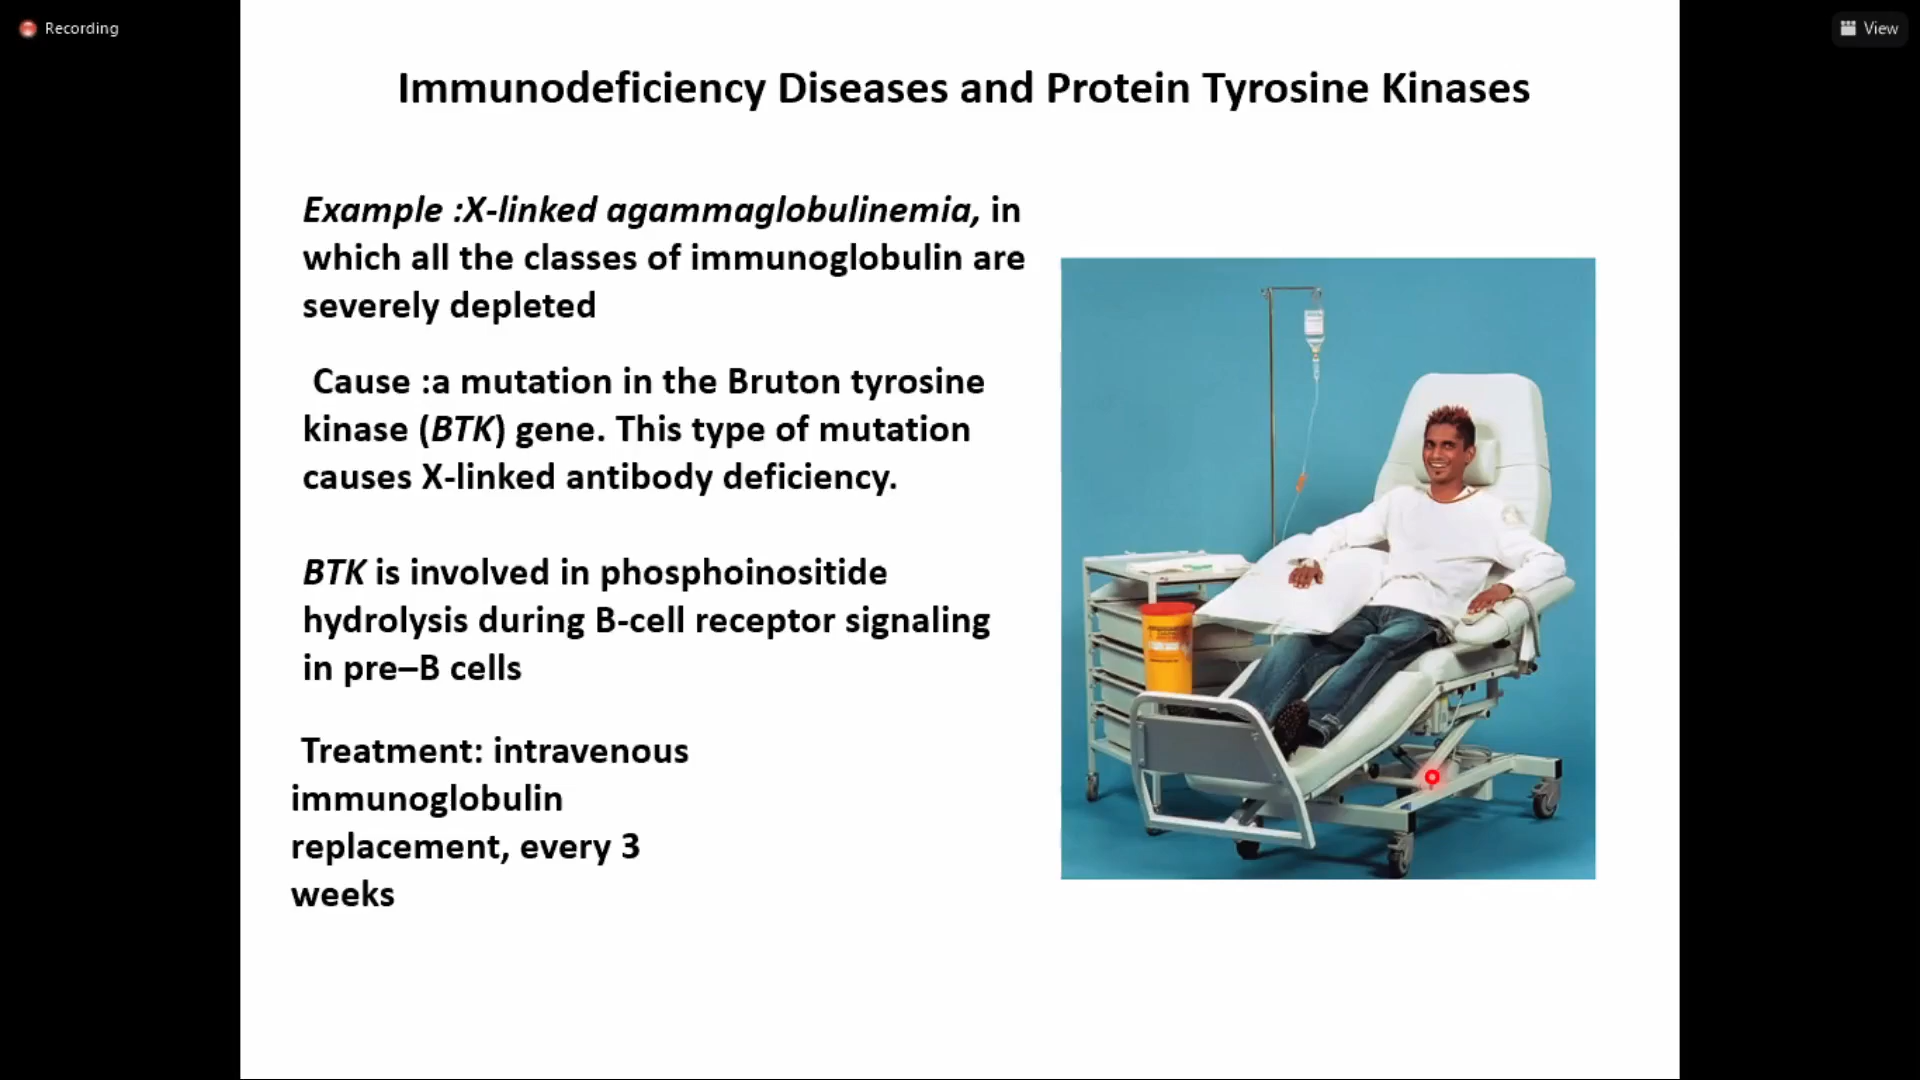 Recording
View
Immunodeficiency Diseases and Protein Tyrosine Kinases
Example :X-linked agammaglobulinemia, in
which all the classes of immunoglobulin are
severely depleted
Cause :a mutation in the Bruton tyrosine
kinase (BTK) gene. This type of mutation
causes X-linked antibody deficiency.
BTK is involved in phosphoinositide
hydrolysis during B-cell receptor signaling
in pre–B cells
Treatment: intravenous
immunoglobulin
replacement, every 3
weeks